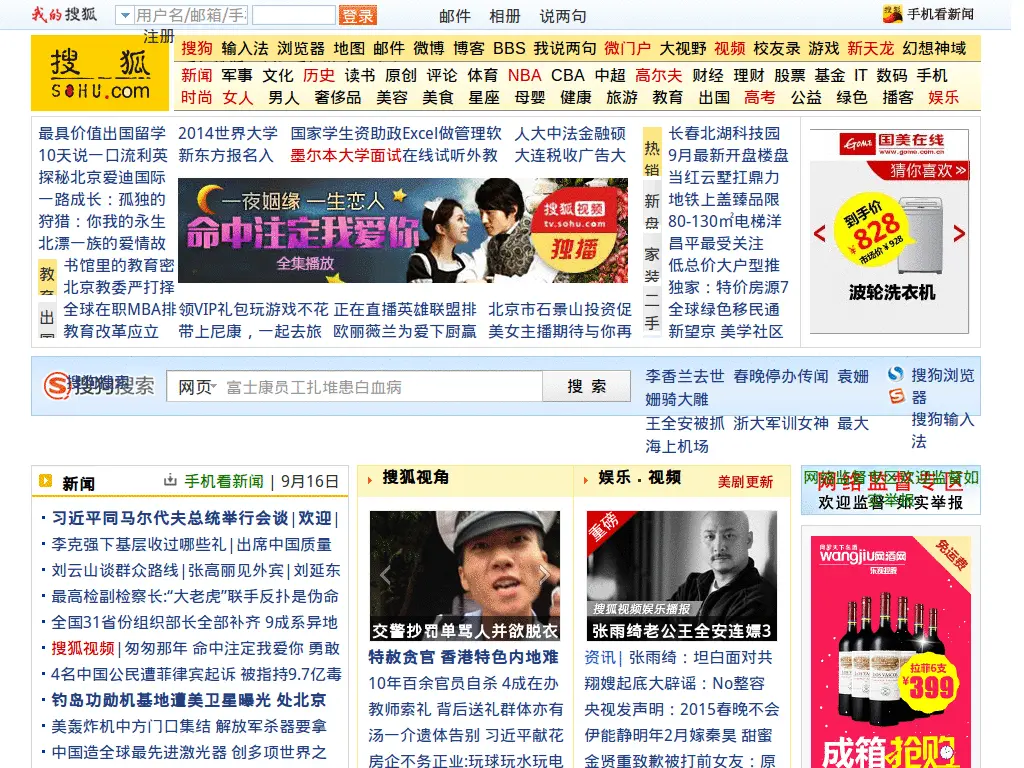 我的搜狐 用户名/邮箱/手 登录 邮件 相册 说两句 手机看新闻
注册
搜狐 SOHU.com
搜狗 输入法 浏览器 地图 邮件 微博 博客 BBS 我说两句 微门户 大视野 视频 校友录 游戏 新天龙 幻想神域
新闻 军事 文化 历史 读书 原创 评论 体育 NBA CBA 中超 高尔夫 财经 理财 股票 基金 IT 数码 手机
时尚 女人 男人 奢侈品 美容 美食 星座 母婴 健康 旅游 教育 出国 高考 公益 绿色 播客 娱乐
最具价值出国留学
10天说一口流利英
探秘北京爱迪国际
一路成长：孤独的
狩猎：你我的永生
北漂一族的爱情故
教育
书馆里的教育密
北京教委严打择
出
全球在职MBA排
教育改革应立
2014世界大学 国家学生资助政Excel做管理软 人大中法金融硕
新东方报名入 墨尔本大学面试在线试听外教 大连税收广告大
一夜姻缘 一生恋人
命中注定我爱你
全集播放
搜狐视频
tv.sohu.com
独播
领VIP礼包玩游戏不花 正在直播英雄联盟排 北京市石景山投资促
带上尼康，一起去旅 欧丽薇兰为爱下厨赢 美女主播期待与你再
热销
新盘
家装
二手
长春北湖科技园
9月最新开盘楼盘
当红云墅扛鼎力
地铁上盖臻品限
80-130㎡电梯洋
昌平最受关注
低总价大户型推
独家：特价房源7
全球绿色移民通
新望京 美学社区
GOME 国美在线
www.gome.com.cn
猜你喜欢
到手价
¥828
市场价¥928
波轮洗衣机
搜狗搜索 网页 富士康员工扎堆患白血病 搜 索
李香兰去世 春晚停办传闻 袁姗姗骑大雕
王全安被抓 浙大军训女神 最大海上机场
搜狗浏览器
搜狗输入法
新闻 手机看新闻 | 9月16日
习近平同马尔代夫总统举行会谈|欢迎|
李克强下基层收过哪些礼|出席中国质量
刘云山谈群众路线|张高丽见外宾|刘延东
最高检副检察长:“大老虎”联手反扑是伪命
全国31省份组织部长全部补齐 9成系异地
搜狐视频|匆匆那年 命中注定我爱你 勇敢
4名中国公民遭菲律宾起诉 被指持9.7亿毒
钓岛功勋机基地遭美卫星曝光 处北京
美轰炸机中方门口集结 解放军杀器要拿
中国造全球最先进激光器 创多项世界之
搜狐视角
交警抄罚单骂人并欲脱衣
特赦贪官 香港特色内地难
10年百余官员自杀 4成在办
教师索礼 背后送礼群体亦有
汤一介遗体告别 习近平献花
房企不务正业:玩球玩水玩电
娱乐 . 视频 美剧更新
重磅
搜狐视频娱乐播报
张雨绮老公王全安连嫖3
资讯| 张雨绮：坦白面对共
翔嫂起底大辟谣：No整容
央视发声明：2015春晚不会
伊能静明年2月嫁秦昊 甜蜜
金贤重致歉被打前女友：原
网络监督专区
欢迎监督 如实举报
网络监督专区欢迎监督如实举报
wangjiu网酒网
乐视控股
免运费
拉菲6支
¥399
成箱抢购